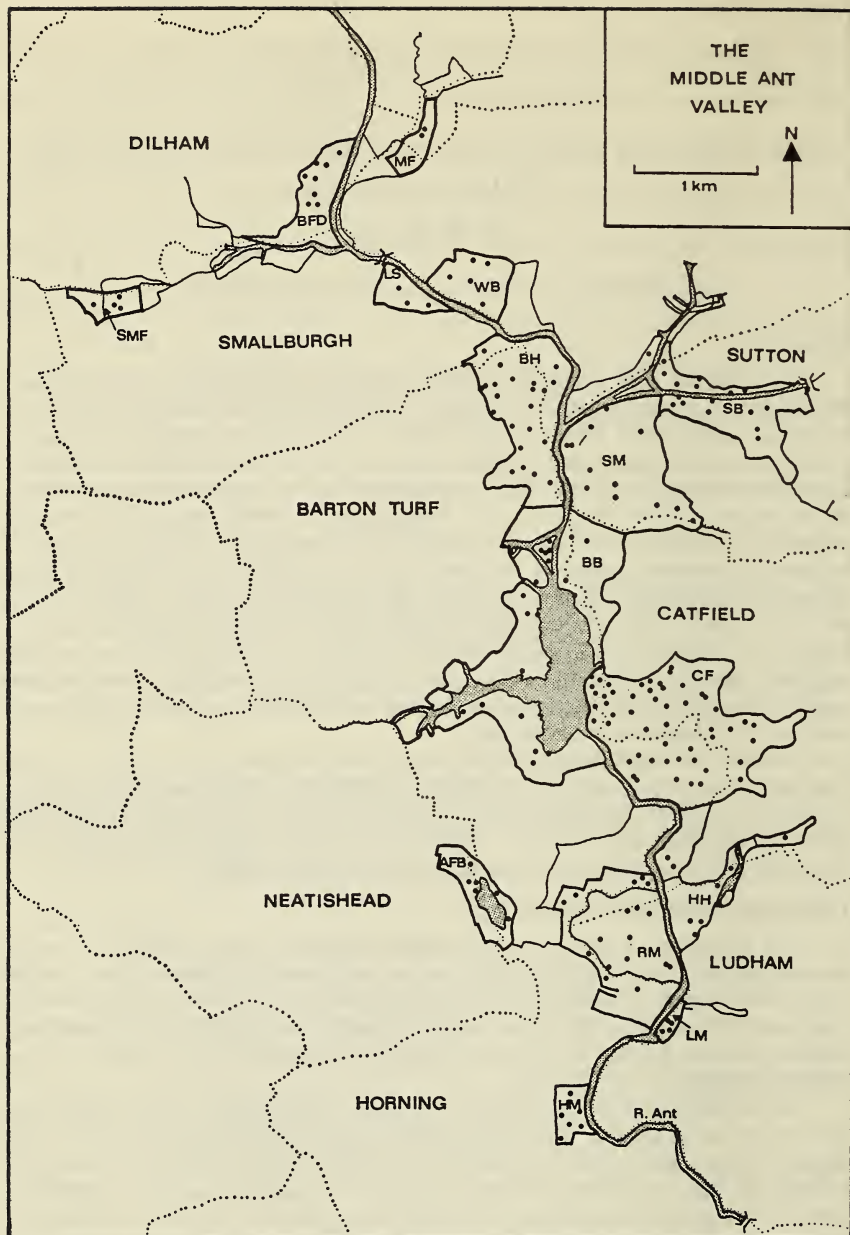 THE
MIDDLE ANT
VALLEY
N
1 km
DILHAM
MF
BFD
LS
WB
SMF
SMALLBURGH
BH
SUTTON
SB
SM
BARTON TURF
BB
CATFIELD
CF
AFB
NEATISHEAD
HH
RM
LUDHAM
LM
HORNING
HM
R. Ant